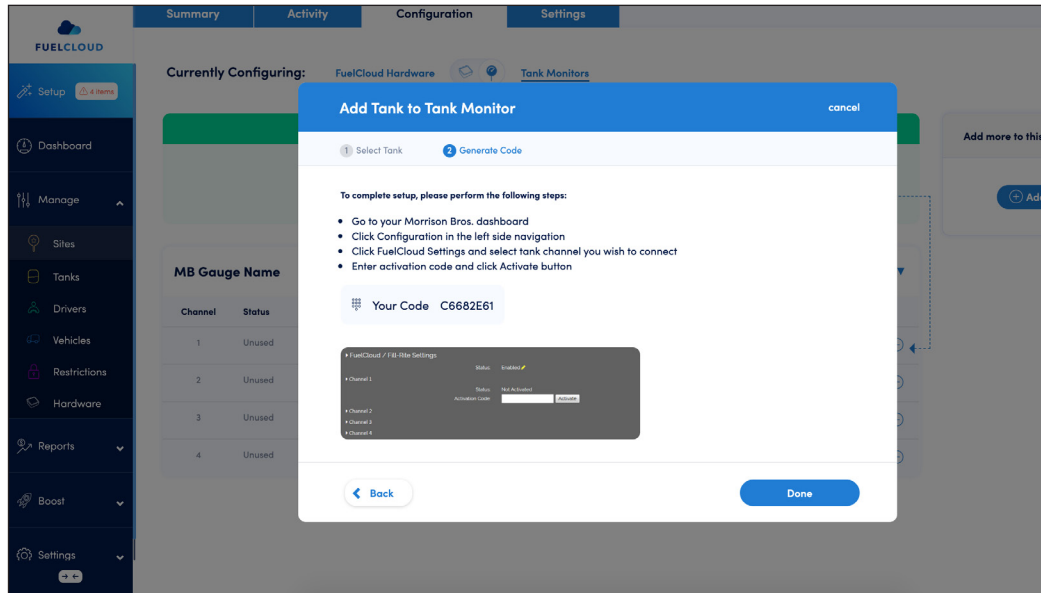 Summary
Activity
Configuration
Settings
FUELCLOUD
Setup
4 items
Dashboard
Manage
Sites
Tanks
Drivers
Vehicles
Restrictions
Hardware
Reports
Boost
Settings
Currently Configuring:
FuelCloud Hardware
Tank Monitors
Add more to this
Add Tank to Tank Monitor
cancel
1 Select Tank
2 Generate Code
To complete setup, please perform the following steps:
• Go to your Morrison Bros. dashboard
• Click Configuration in the left side navigation
• Click FuelCloud Settings and select tank channel you wish to connect
• Enter activation code and click Activate button
Your Code C6682E61
FuelCloud / Fill-Rite Settings
Status: Enabled
Channel 1
Status: Not Activated
Activation Code: Activate
Channel 2
Channel 3
Channel 4
Back
Done
MB Gauge Name
Channel Status
1 Unused
2 Unused
3 Unused
4 Unused